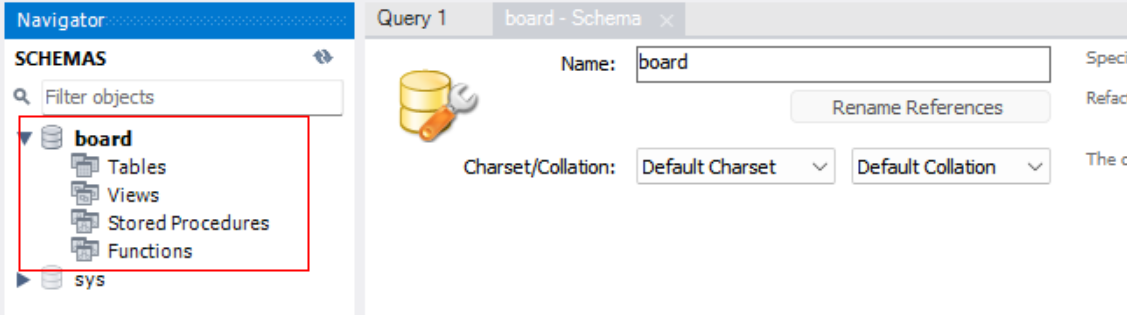 Navigator
SCHEMAS
Filter objects
board
Tables
Views
Stored Procedures
Functions
sys
Query 1
board - Schema
Name: board
Rename References
Charset/Collation: Default Charset Default Collation
Speci
Refac
The